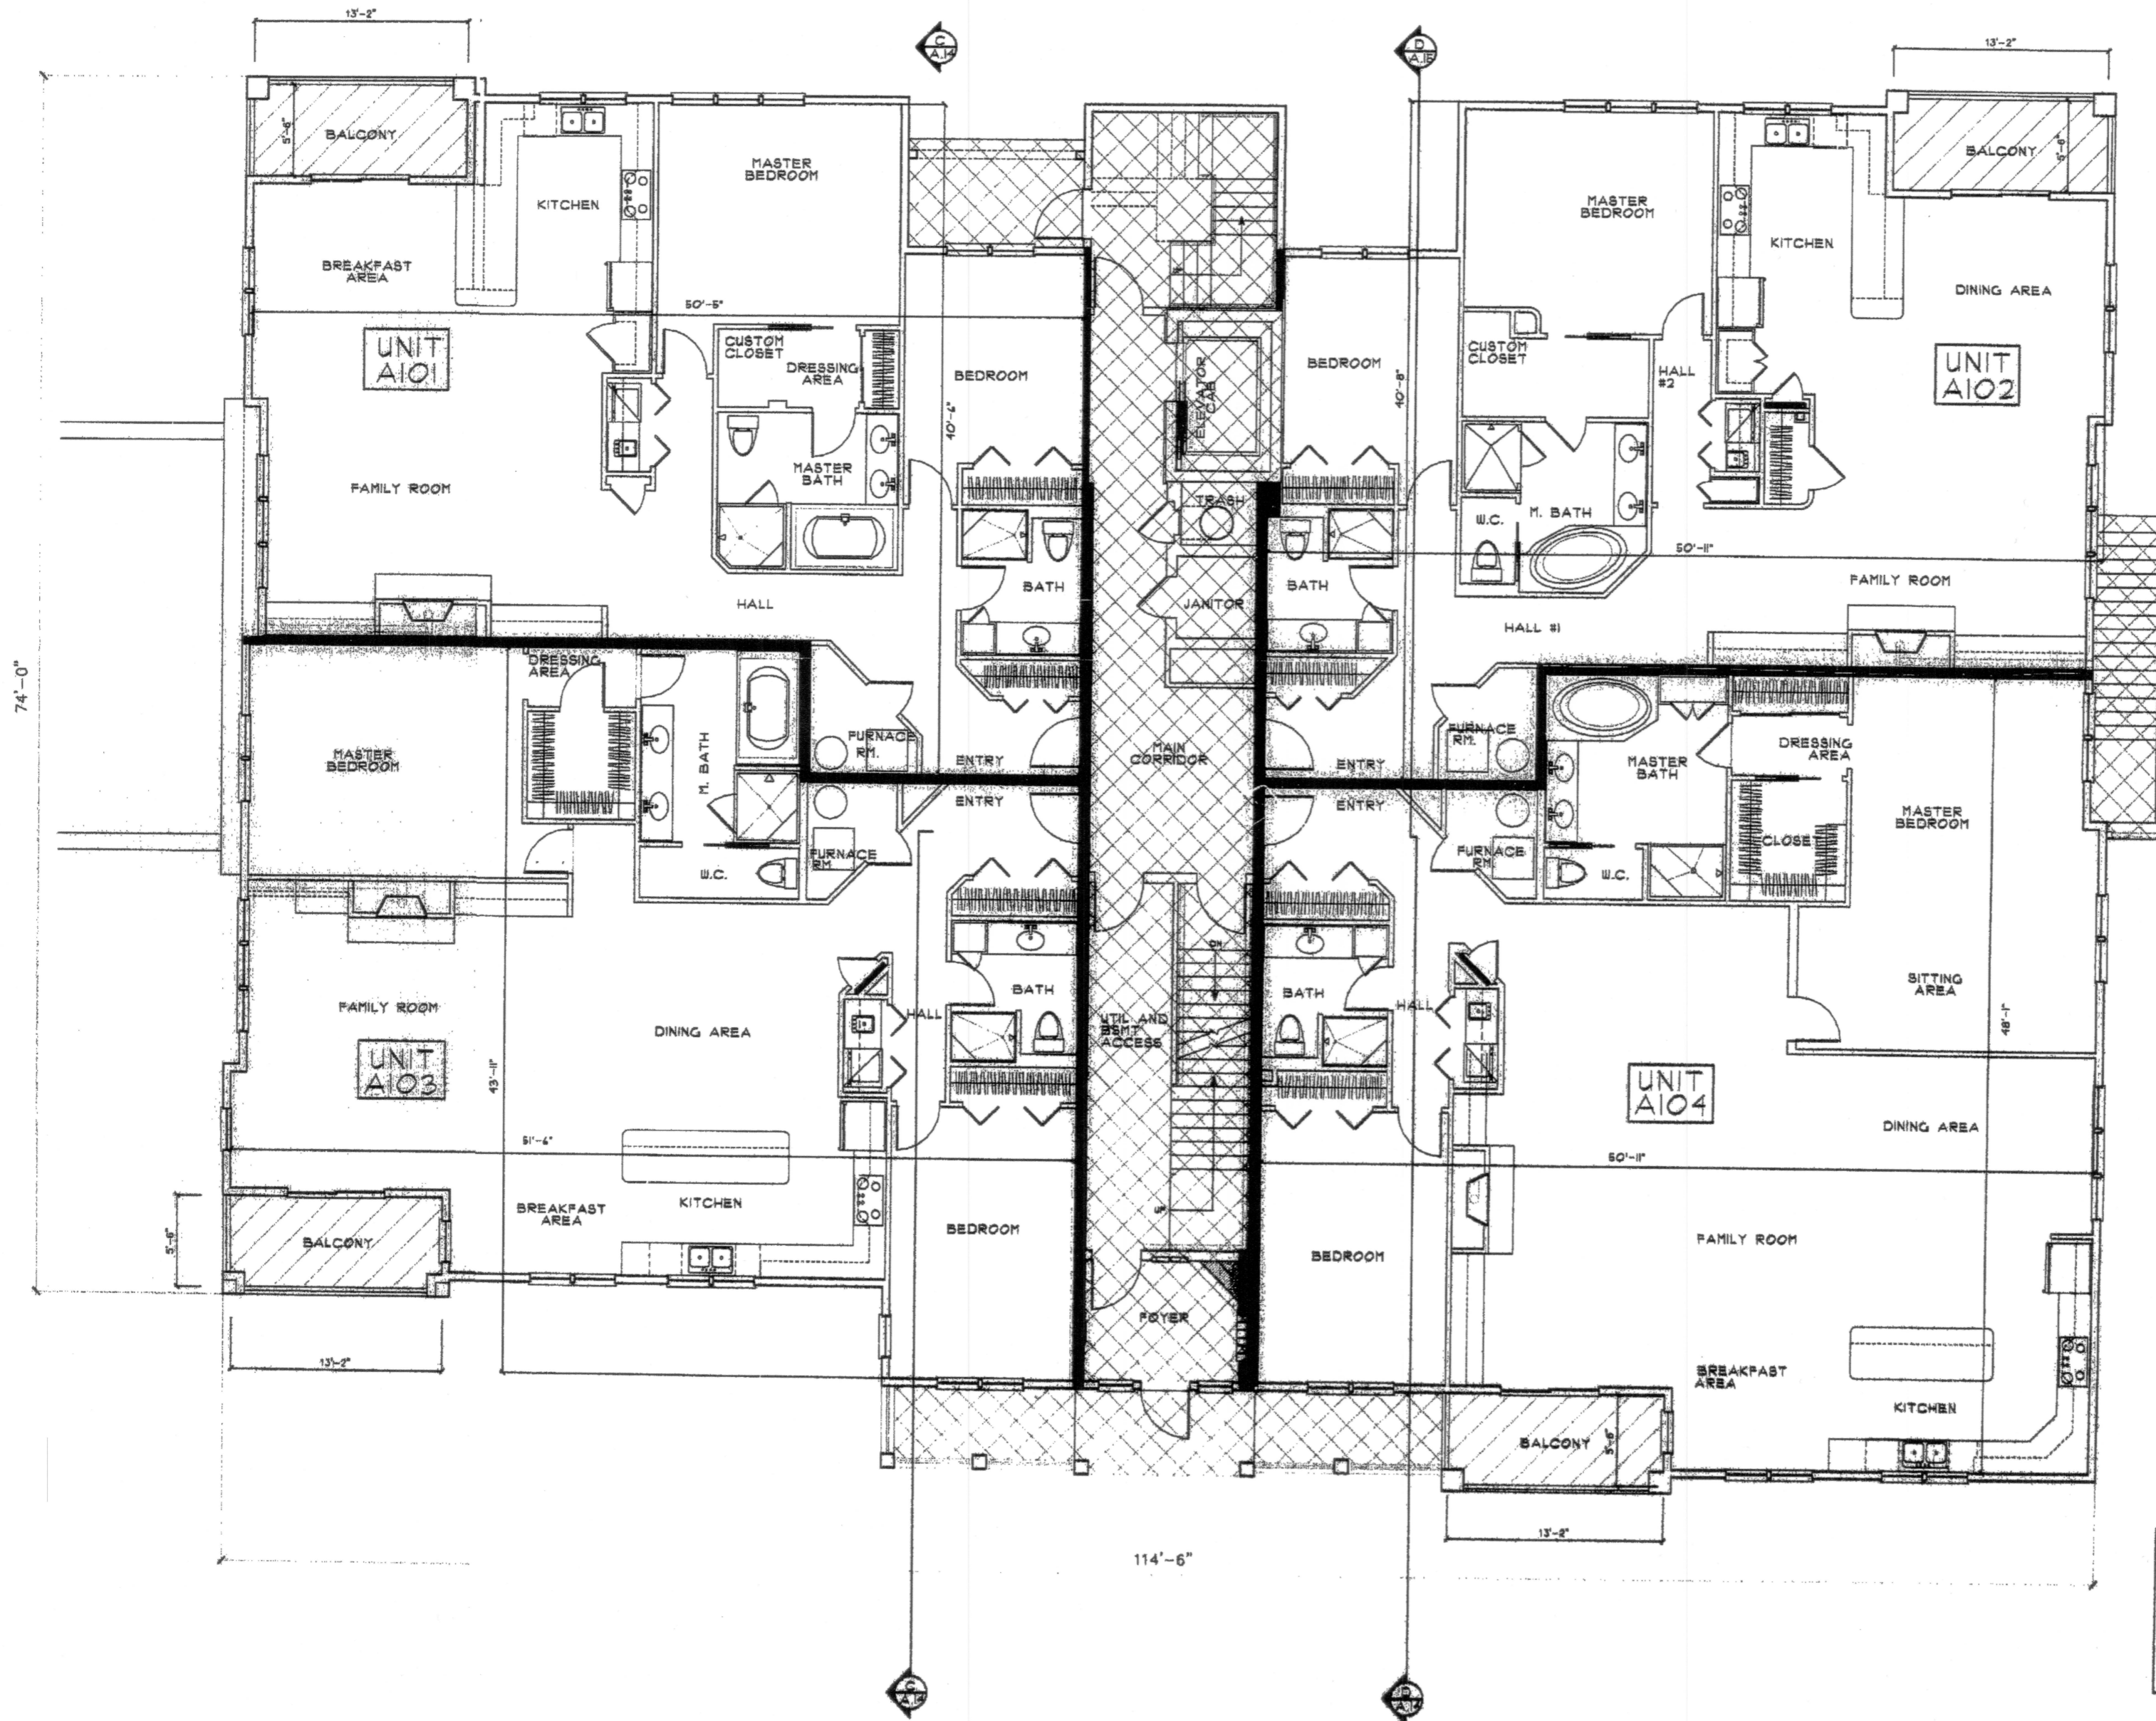 13'-2"
C
A.14
D
A.15
13'-2"
BALCONY
5'-6"
KITCHEN
MASTER
BEDROOM
BREAKFAST
AREA
50'-5"
UNIT
A101
CUSTOM
CLOSET
DRESSING
AREA
BEDROOM
40'-6"
MASTER
BATH
FAMILY ROOM
BATH
HALL
FURNACE
RM.
ENTRY
UP
ELEVATOR
CAB
TRASH
JANITOR
MAIN
CORRIDOR
MASTER
BEDROOM
KITCHEN
BALCONY
5'-6"
DINING AREA
BEDROOM
40'-8"
CUSTOM
CLOSET
HALL
#2
UNIT
A102
W.C.
M. BATH
50'-11"
BATH
FAMILY ROOM
HALL #1
FURNACE
RM.
ENTRY
74'-0"
DRESSING
AREA
MASTER
BEDROOM
M. BATH
ENTRY
FURNACE
RM.
W.C.
FAMILY ROOM
DINING AREA
HALL
BATH
UNIT
A103
43'-11"
51'-6"
BREAKFAST
AREA
KITCHEN
BEDROOM
BALCONY
5'-6"
13'-2"
DN
UTIL AND
BSMT
ACCESS
UP
FOYER
ENTRY
FURNACE
RM.
MASTER
BATH
DRESSING
AREA
MASTER
BEDROOM
CLOSET
W.C.
BATH
HALL
SITTING
AREA
48'-1"
UNIT
A104
DINING AREA
50'-11"
FAMILY ROOM
BEDROOM
BREAKFAST
AREA
KITCHEN
BALCONY
5'-6"
13'-2"
114'-6"
C
A.14
D